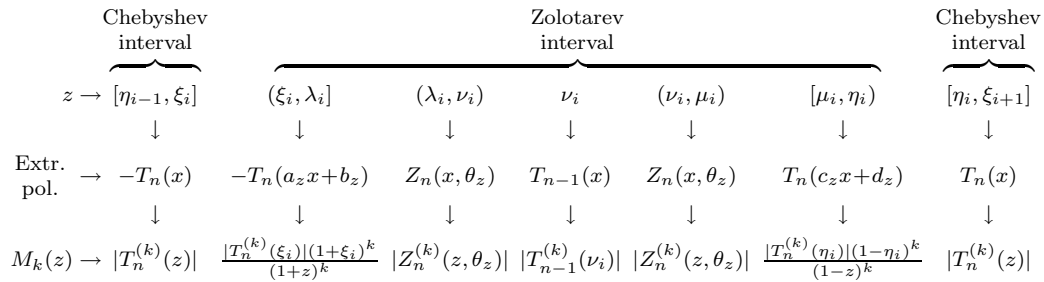 Chebyshev Zolotarev Chebyshev
interval interval interval
z → [η_{i−1}, ξ_i] (ξ_i, λ_i] (λ_i, ν_i) ν_i (ν_i, μ_i) [μ_i, η_i) [η_i, ξ_{i+1}]
↓ ↓ ↓ ↓ ↓ ↓ ↓
Extr. pol. → −T_n(x) −T_n(a_z x+b_z) Z_n(x, θ_z) T_{n−1}(x) Z_n(x, θ_z) T_n(c_z x+d_z) T_n(x)
↓ ↓ ↓ ↓ ↓ ↓ ↓
M_k(z) → |T_n^{(k)}(z)| \frac{|T_n^{(k)}(ξ_i)|(1+ξ_i)^k}{(1+z)^k} |Z_n^{(k)}(z, θ_z)| |T_{n−1}^{(k)}(ν_i)| |Z_n^{(k)}(z, θ_z)| \frac{|T_n^{(k)}(η_i)|(1−η_i)^k}{(1−z)^k} |T_n^{(k)}(z)|